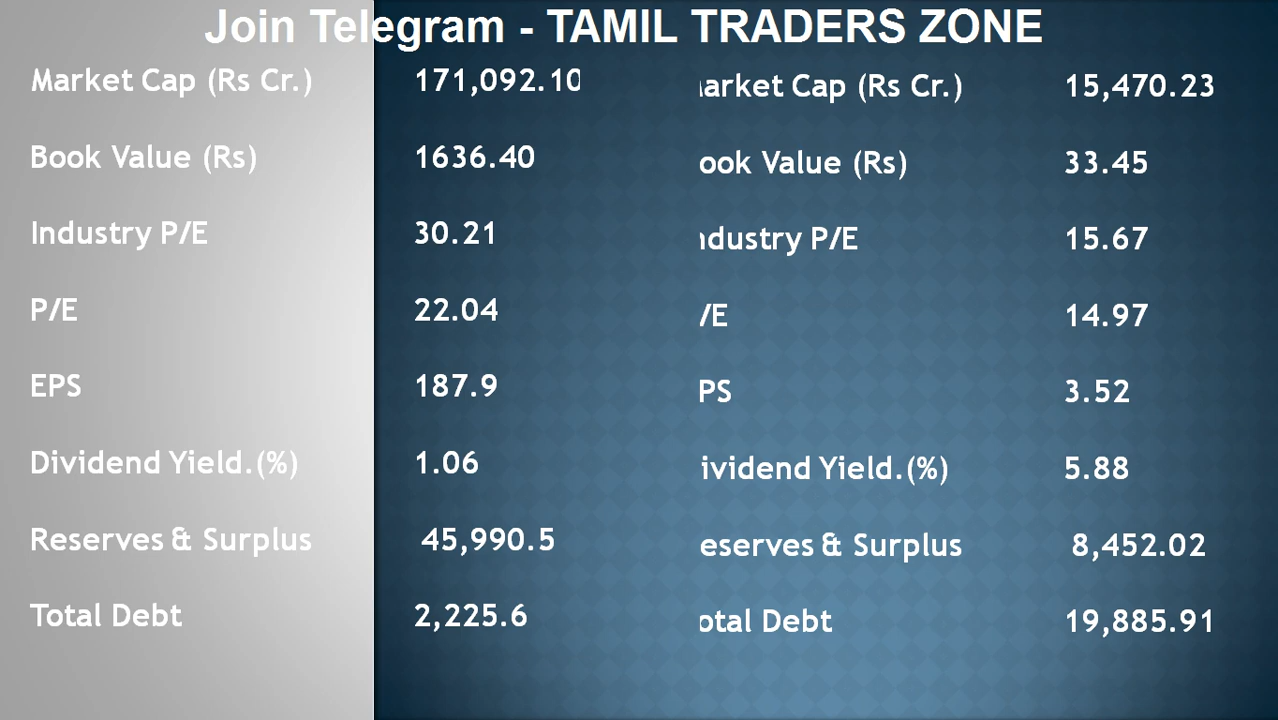 Join Telegram - TAMIL TRADERS ZONE
Market Cap (Rs Cr.) 171,092.10
Book Value (Rs) 1636.40
Industry P/E 30.21
P/E 22.04
EPS 187.9
Dividend Yield.(%) 1.06
Reserves & Surplus 45,990.5
Total Debt 2,225.6
arket Cap (Rs Cr.) 15,470.23
ook Value (Rs) 33.45
ndustry P/E 15.67
/E 14.97
PS 3.52
ividend Yield.(%) 5.88
eserves & Surplus 8,452.02
otal Debt 19,885.91